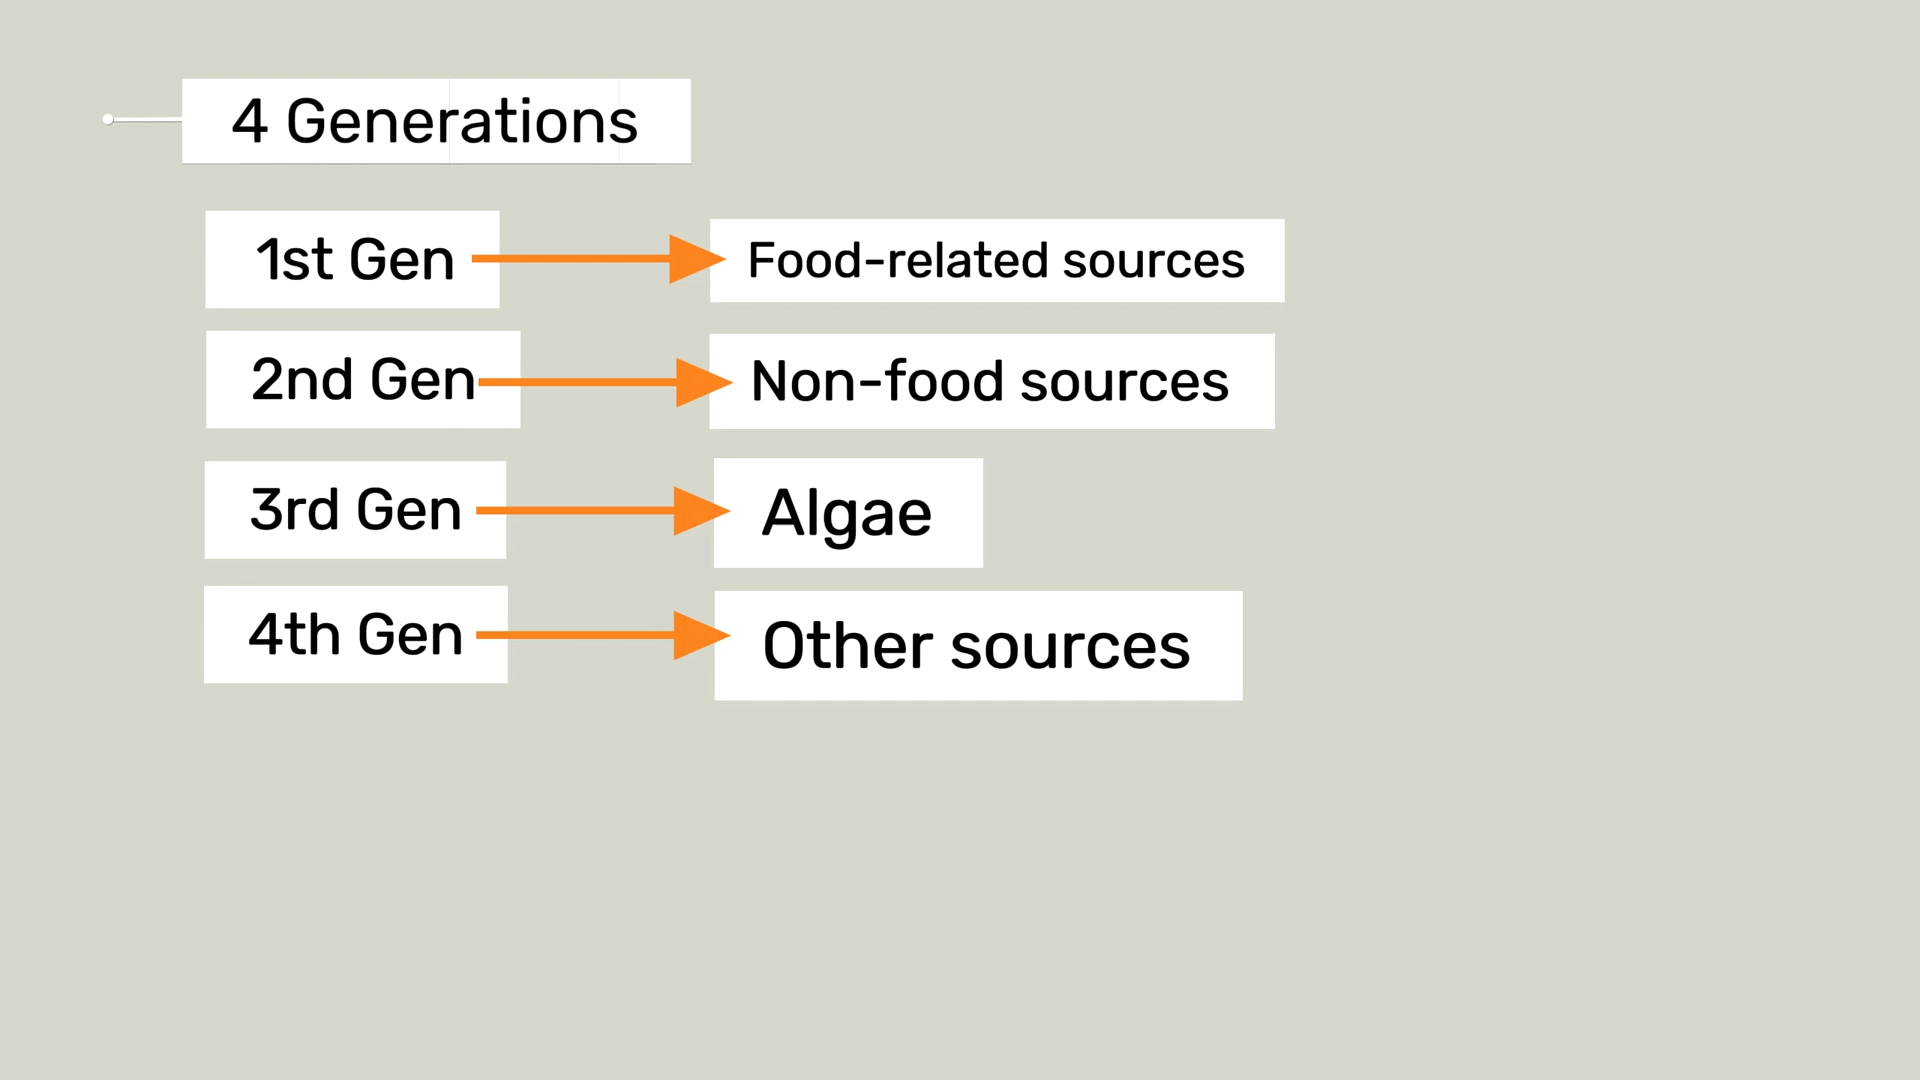 4 Generations
1st Gen
Food-related sources
2nd Gen
Non-food sources
3rd Gen
Algae
4th Gen
Other sources